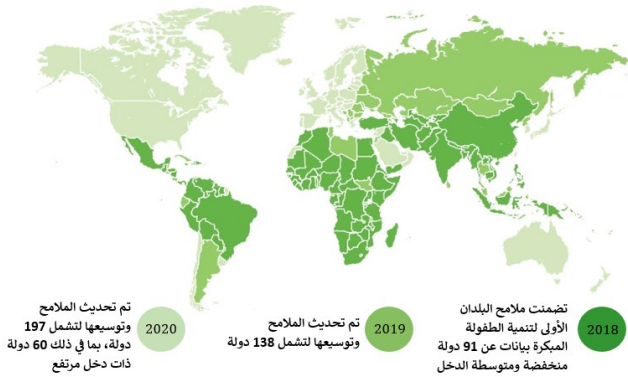 تضمنت ملامح البلدان
الأولى لتنمية الطفولة
المبكرة بيانات عن 91 دولة
منخفضة ومتوسطة الدخل
2018
تم تحديث الملامح
وتوسيعها لتشمل 138 دولة
2019
تم تحديث الملامح
وتوسيعها لتشمل 197
دولة، بما في ذلك 60 دولة
ذات دخل مرتفع
2020